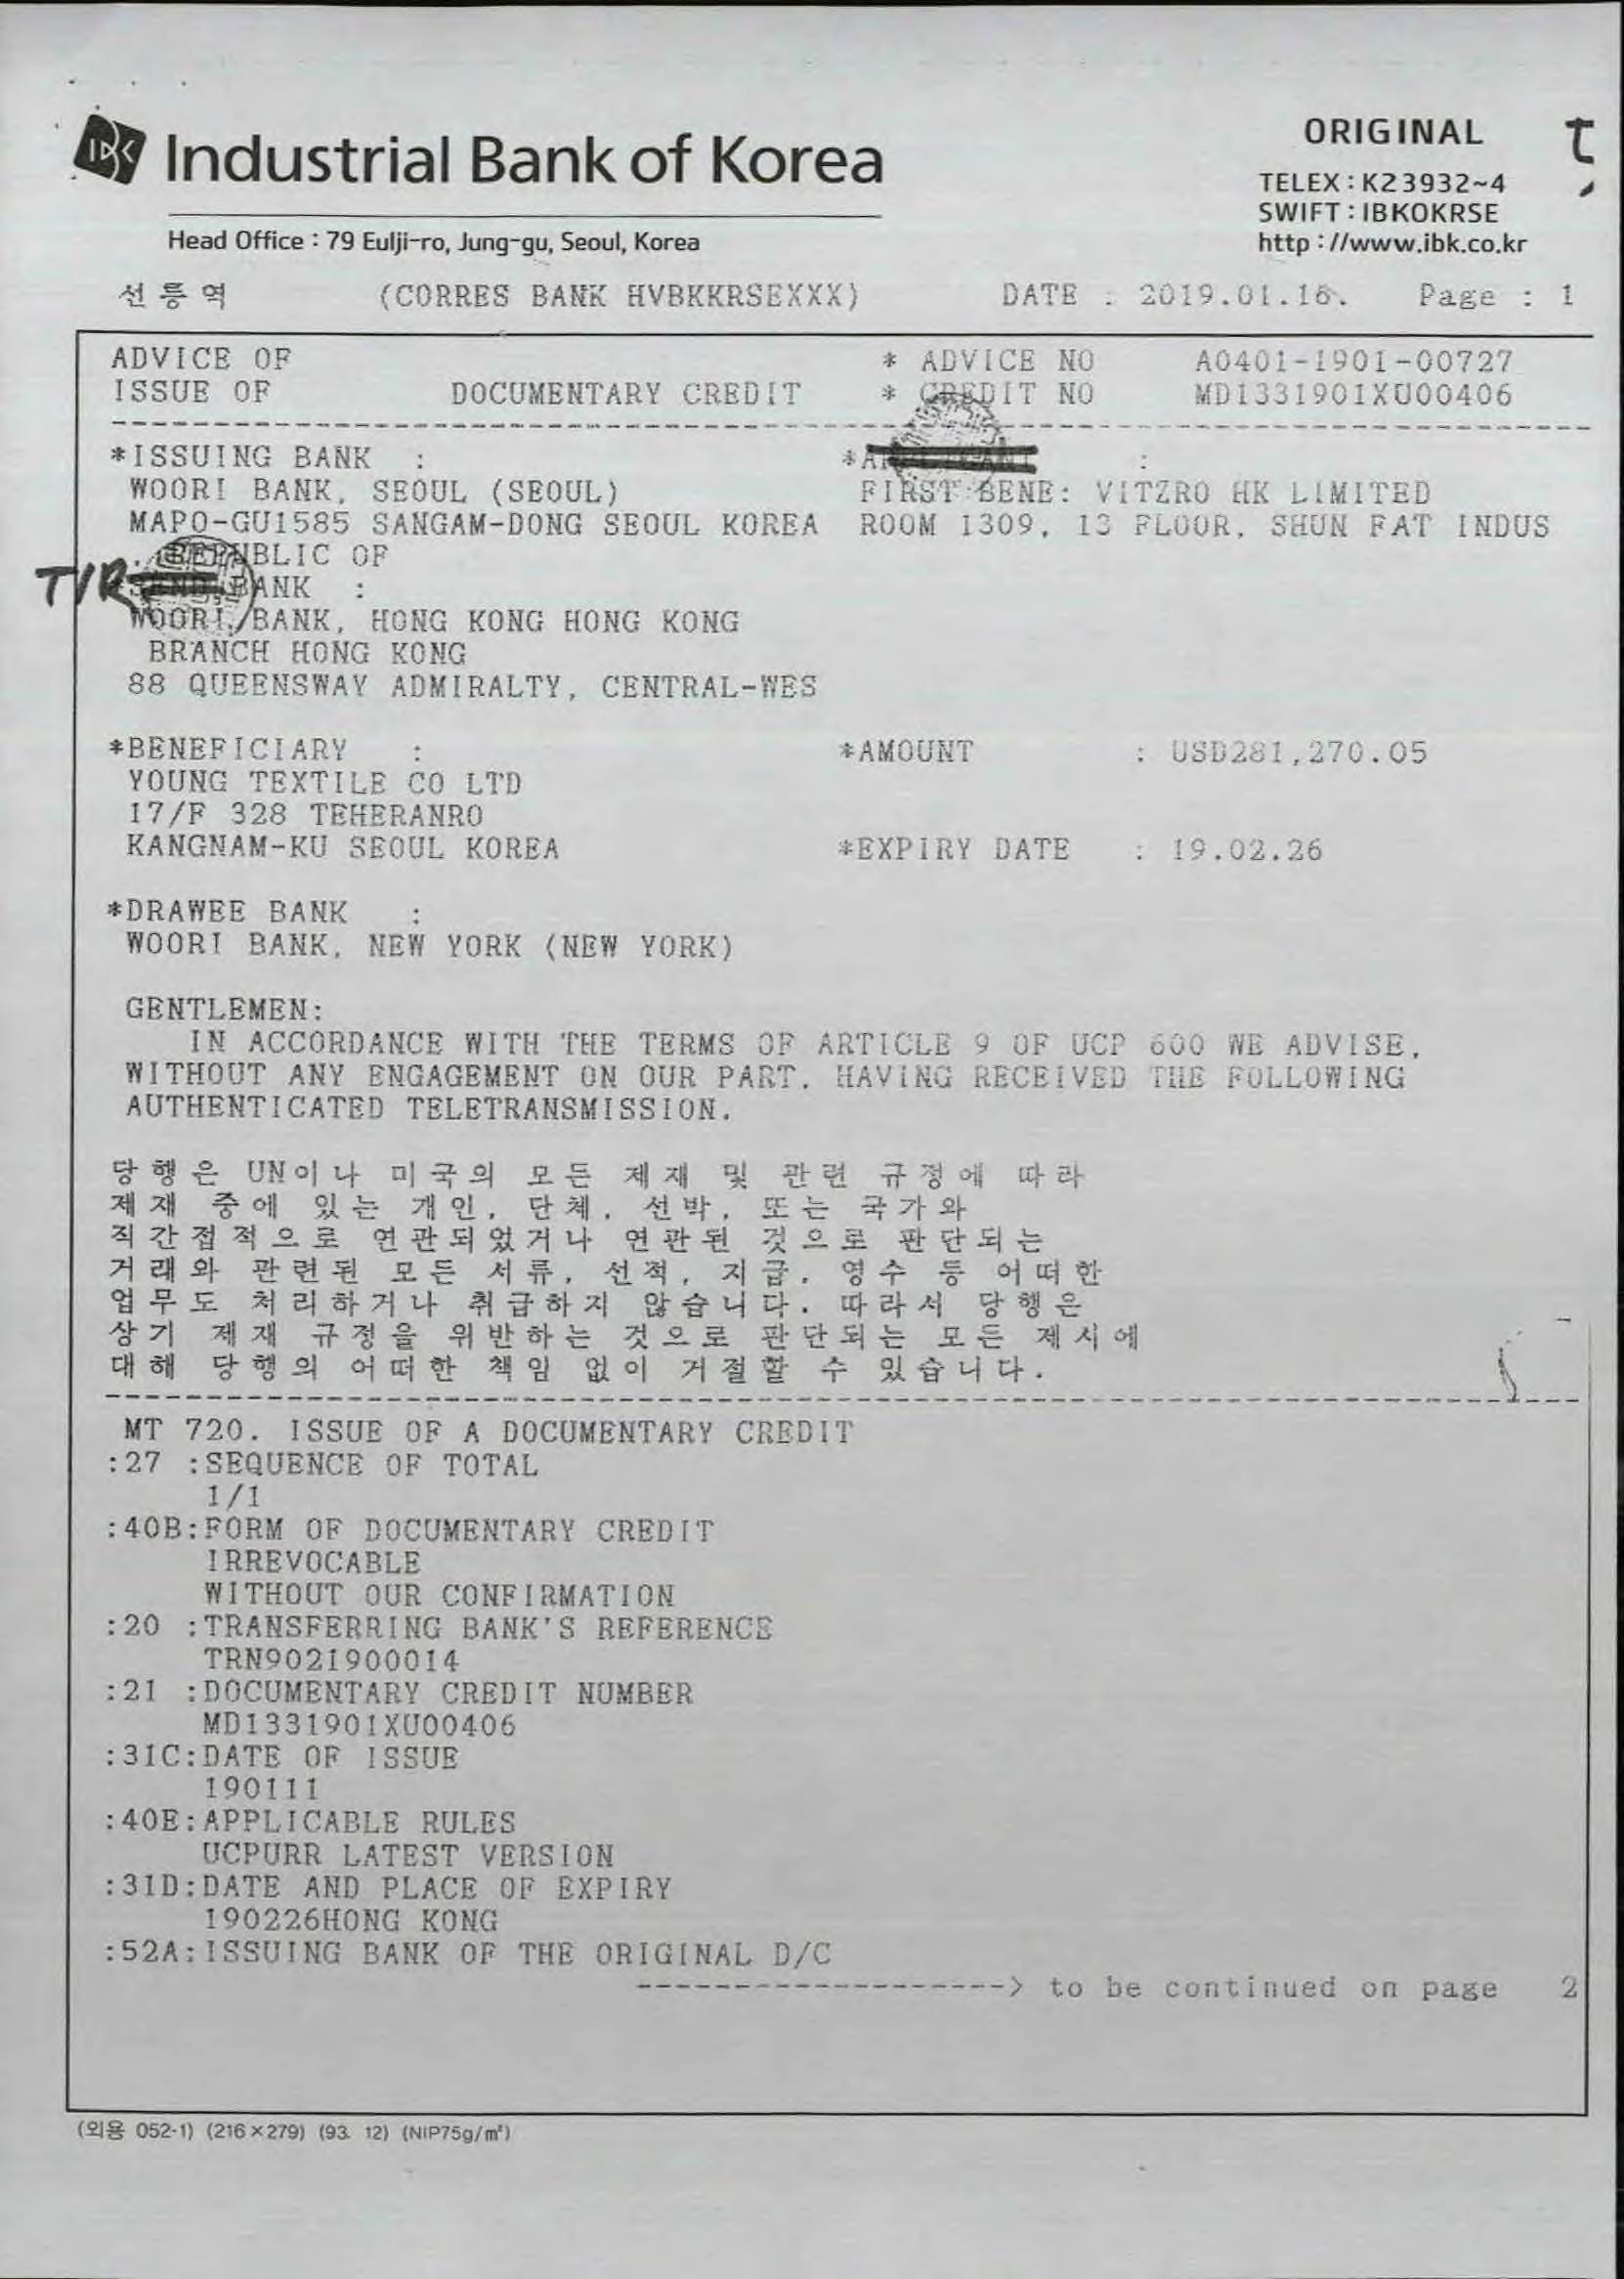 IBK Industrial Bank of Korea
ORIGINAL
TELEX : K23932~4
SWIFT : IBKOKRSE
http : //www.ibk.co.kr
Head Office : 79 Eulji-ro, Jung-gu, Seoul, Korea
선릉역 (CORRES BANK HVBKKRSEXXX) DATE : 2019.01.16. Page : 1
ADVICE OF * ADVICE NO A0401-1901-00727
ISSUE OF DOCUMENTARY CREDIT * CREDIT NO MD1331901XU00406
*ISSUING BANK :
WOORI BANK, SEOUL (SEOUL) FIRST BENE: VITZRO HK LIMITED
MAPO-GU1585 SANGAM-DONG SEOUL KOREA ROOM 1309, 13 FLOOR, SHUN FAT INDUS
. REPUBLIC OF
T/R BANK :
WOORI BANK, HONG KONG HONG KONG
BRANCH HONG KONG
88 QUEENSWAY ADMIRALTY, CENTRAL-WES
*BENEFICIARY : *AMOUNT : USD281,270.05
YOUNG TEXTILE CO LTD
17/F 328 TEHERANRO
KANGNAM-KU SEOUL KOREA *EXPIRY DATE : 19.02.26
*DRAWEE BANK :
WOORI BANK, NEW YORK (NEW YORK)
GENTLEMEN:
IN ACCORDANCE WITH THE TERMS OF ARTICLE 9 OF UCP 600 WE ADVISE,
WITHOUT ANY ENGAGEMENT ON OUR PART, HAVING RECEIVED THE FOLLOWING
AUTHENTICATED TELETRANSMISSION.
당행은 UN이나 미국의 모든 제재 및 관련 규정에 따라
제재 중에 있는 개인, 단체, 선박, 또는 국가와
직간접적으로 연관되었거나 연관된 것으로 판단되는
거래와 관련된 모든 서류, 선적, 지급, 영수 등 어떠한
업무도 처리하거나 취급하지 않습니다. 따라서 당행은
상기 제재 규정을 위반하는 것으로 판단되는 모든 제시에
대해 당행의 어떠한 책임 없이 거절할 수 있습니다.
MT 720. ISSUE OF A DOCUMENTARY CREDIT
:27 :SEQUENCE OF TOTAL
1/1
:40B:FORM OF DOCUMENTARY CREDIT
IRREVOCABLE
WITHOUT OUR CONFIRMATION
:20 :TRANSFERRING BANK'S REFERENCE
TRN9021900014
:21 :DOCUMENTARY CREDIT NUMBER
MD1331901XU00406
:31C:DATE OF ISSUE
190111
:40E:APPLICABLE RULES
UCPURR LATEST VERSION
:31D:DATE AND PLACE OF EXPIRY
190226HONG KONG
:52A:ISSUING BANK OF THE ORIGINAL D/C
-------------------> to be continued on page 2
(외용 052-1) (216×279) (93. 12) (NIP75g/㎡)